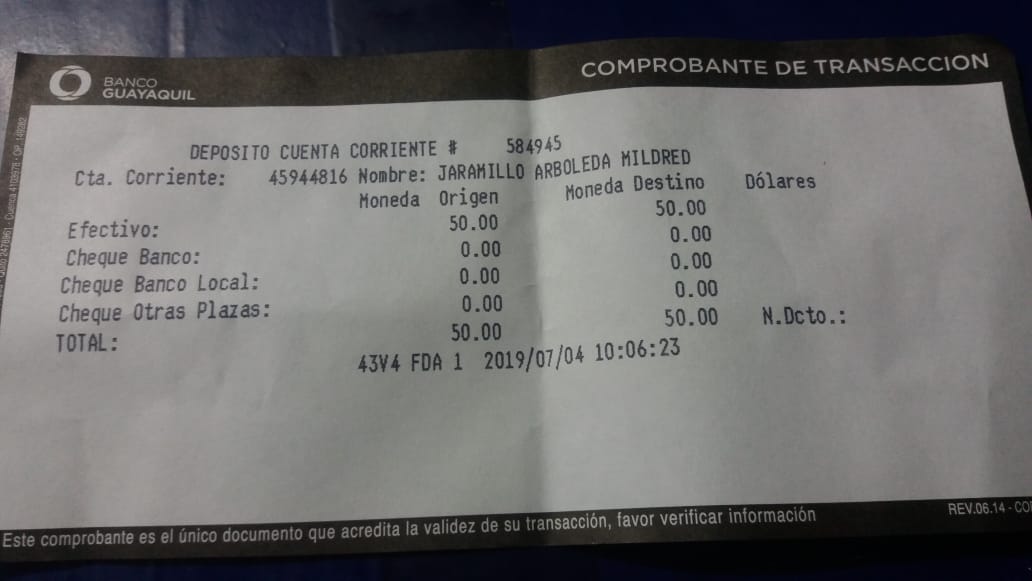 BANCO
GUAYAQUIL
COMPROBANTE DE TRANSACCION
DEPOSITO CUENTA CORRIENTE # 584945
Cta. Corriente: 45944816 Nombre: JARAMILLO ARBOLEDA MILDRED
Moneda Origen Moneda Destino Dólares
Efectivo: 50.00 50.00
Cheque Banco: 0.00 0.00
Cheque Banco Local: 0.00 0.00
Cheque Otras Plazas: 0.00 0.00
TOTAL: 50.00 50.00 N.Dcto.:
43V4 FDA 1 2019/07/04 10:06:23
Este comprobante es el único documento que acredita la validez de su transacción, favor verificar información
REV.06.14 - CO